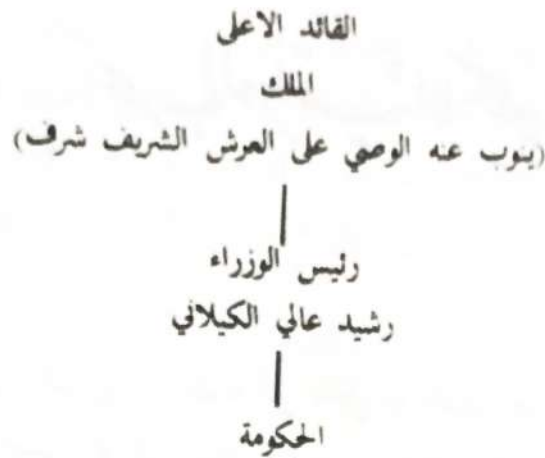 القائد الاعلى
الملك
(ينوب عنه الوصي على العرش الشريف شرف)
رئيس الوزراء
رشيد عالي الكيلاني
الحكومة